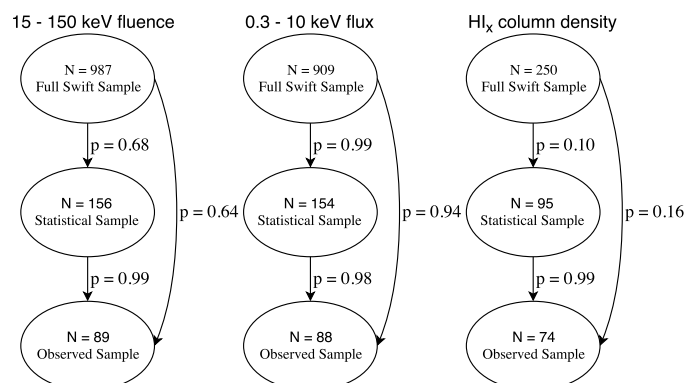 15 - 150 keV fluence
N = 987
Full Swift Sample
p = 0.68
N = 156
Statistical Sample
p = 0.64
p = 0.99
N = 89
Observed Sample
0.3 - 10 keV flux
N = 909
Full Swift Sample
p = 0.99
N = 154
Statistical Sample
p = 0.94
p = 0.98
N = 88
Observed Sample
HIx column density
N = 250
Full Swift Sample
p = 0.10
N = 95
Statistical Sample
p = 0.16
p = 0.99
N = 74
Observed Sample